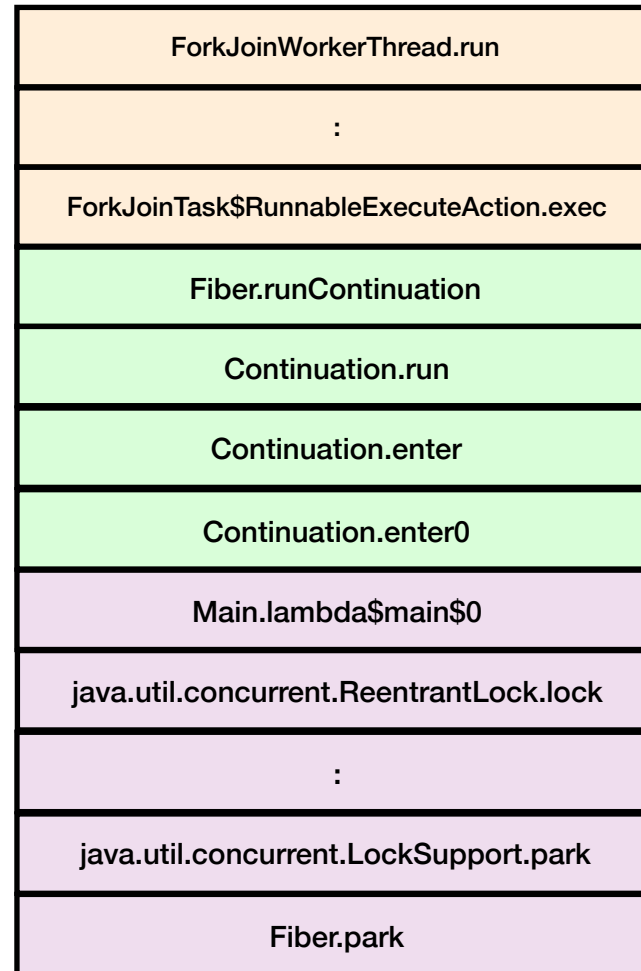 ForkJoinWorkerThread.run
:
ForkJoinTask$RunnableExecuteAction.exec
Fiber.runContinuation
Continuation.run
Continuation.enter
Continuation.enter0
Main.lambda$main$0
java.util.concurrent.ReentrantLock.lock
:
java.util.concurrent.LockSupport.park
Fiber.park